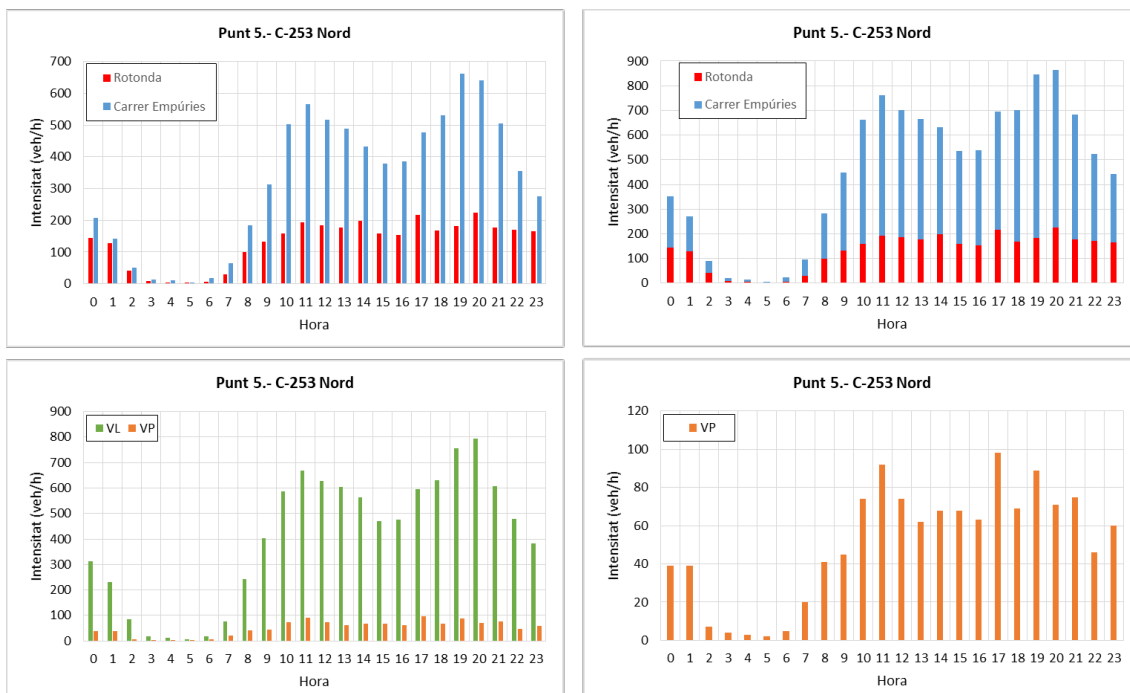 Punt 5.- C-253 Nord
Intensitat (veh/h)
700
600
500
400
300
200
100
0
Rotonda
Carrer Empúries
0 1 2 3 4 5 6 7 8 9 10 11 12 13 14 15 16 17 18 19 20 21 22 23
Hora
Punt 5.- C-253 Nord
Intensitat (veh/h)
900
800
700
600
500
400
300
200
100
0
Rotonda
Carrer Empúries
0 1 2 3 4 5 6 7 8 9 10 11 12 13 14 15 16 17 18 19 20 21 22 23
Hora
Punt 5.- C-253 Nord
Intensitat (veh/h)
900
800
700
600
500
400
300
200
100
0
VL VP
0 1 2 3 4 5 6 7 8 9 10 11 12 13 14 15 16 17 18 19 20 21 22 23
Hora
Punt 5.- C-253 Nord
Intensitat (veh/h)
120
100
80
60
40
20
0
VP
0 1 2 3 4 5 6 7 8 9 10 11 12 13 14 15 16 17 18 19 20 21 22 23
Hora